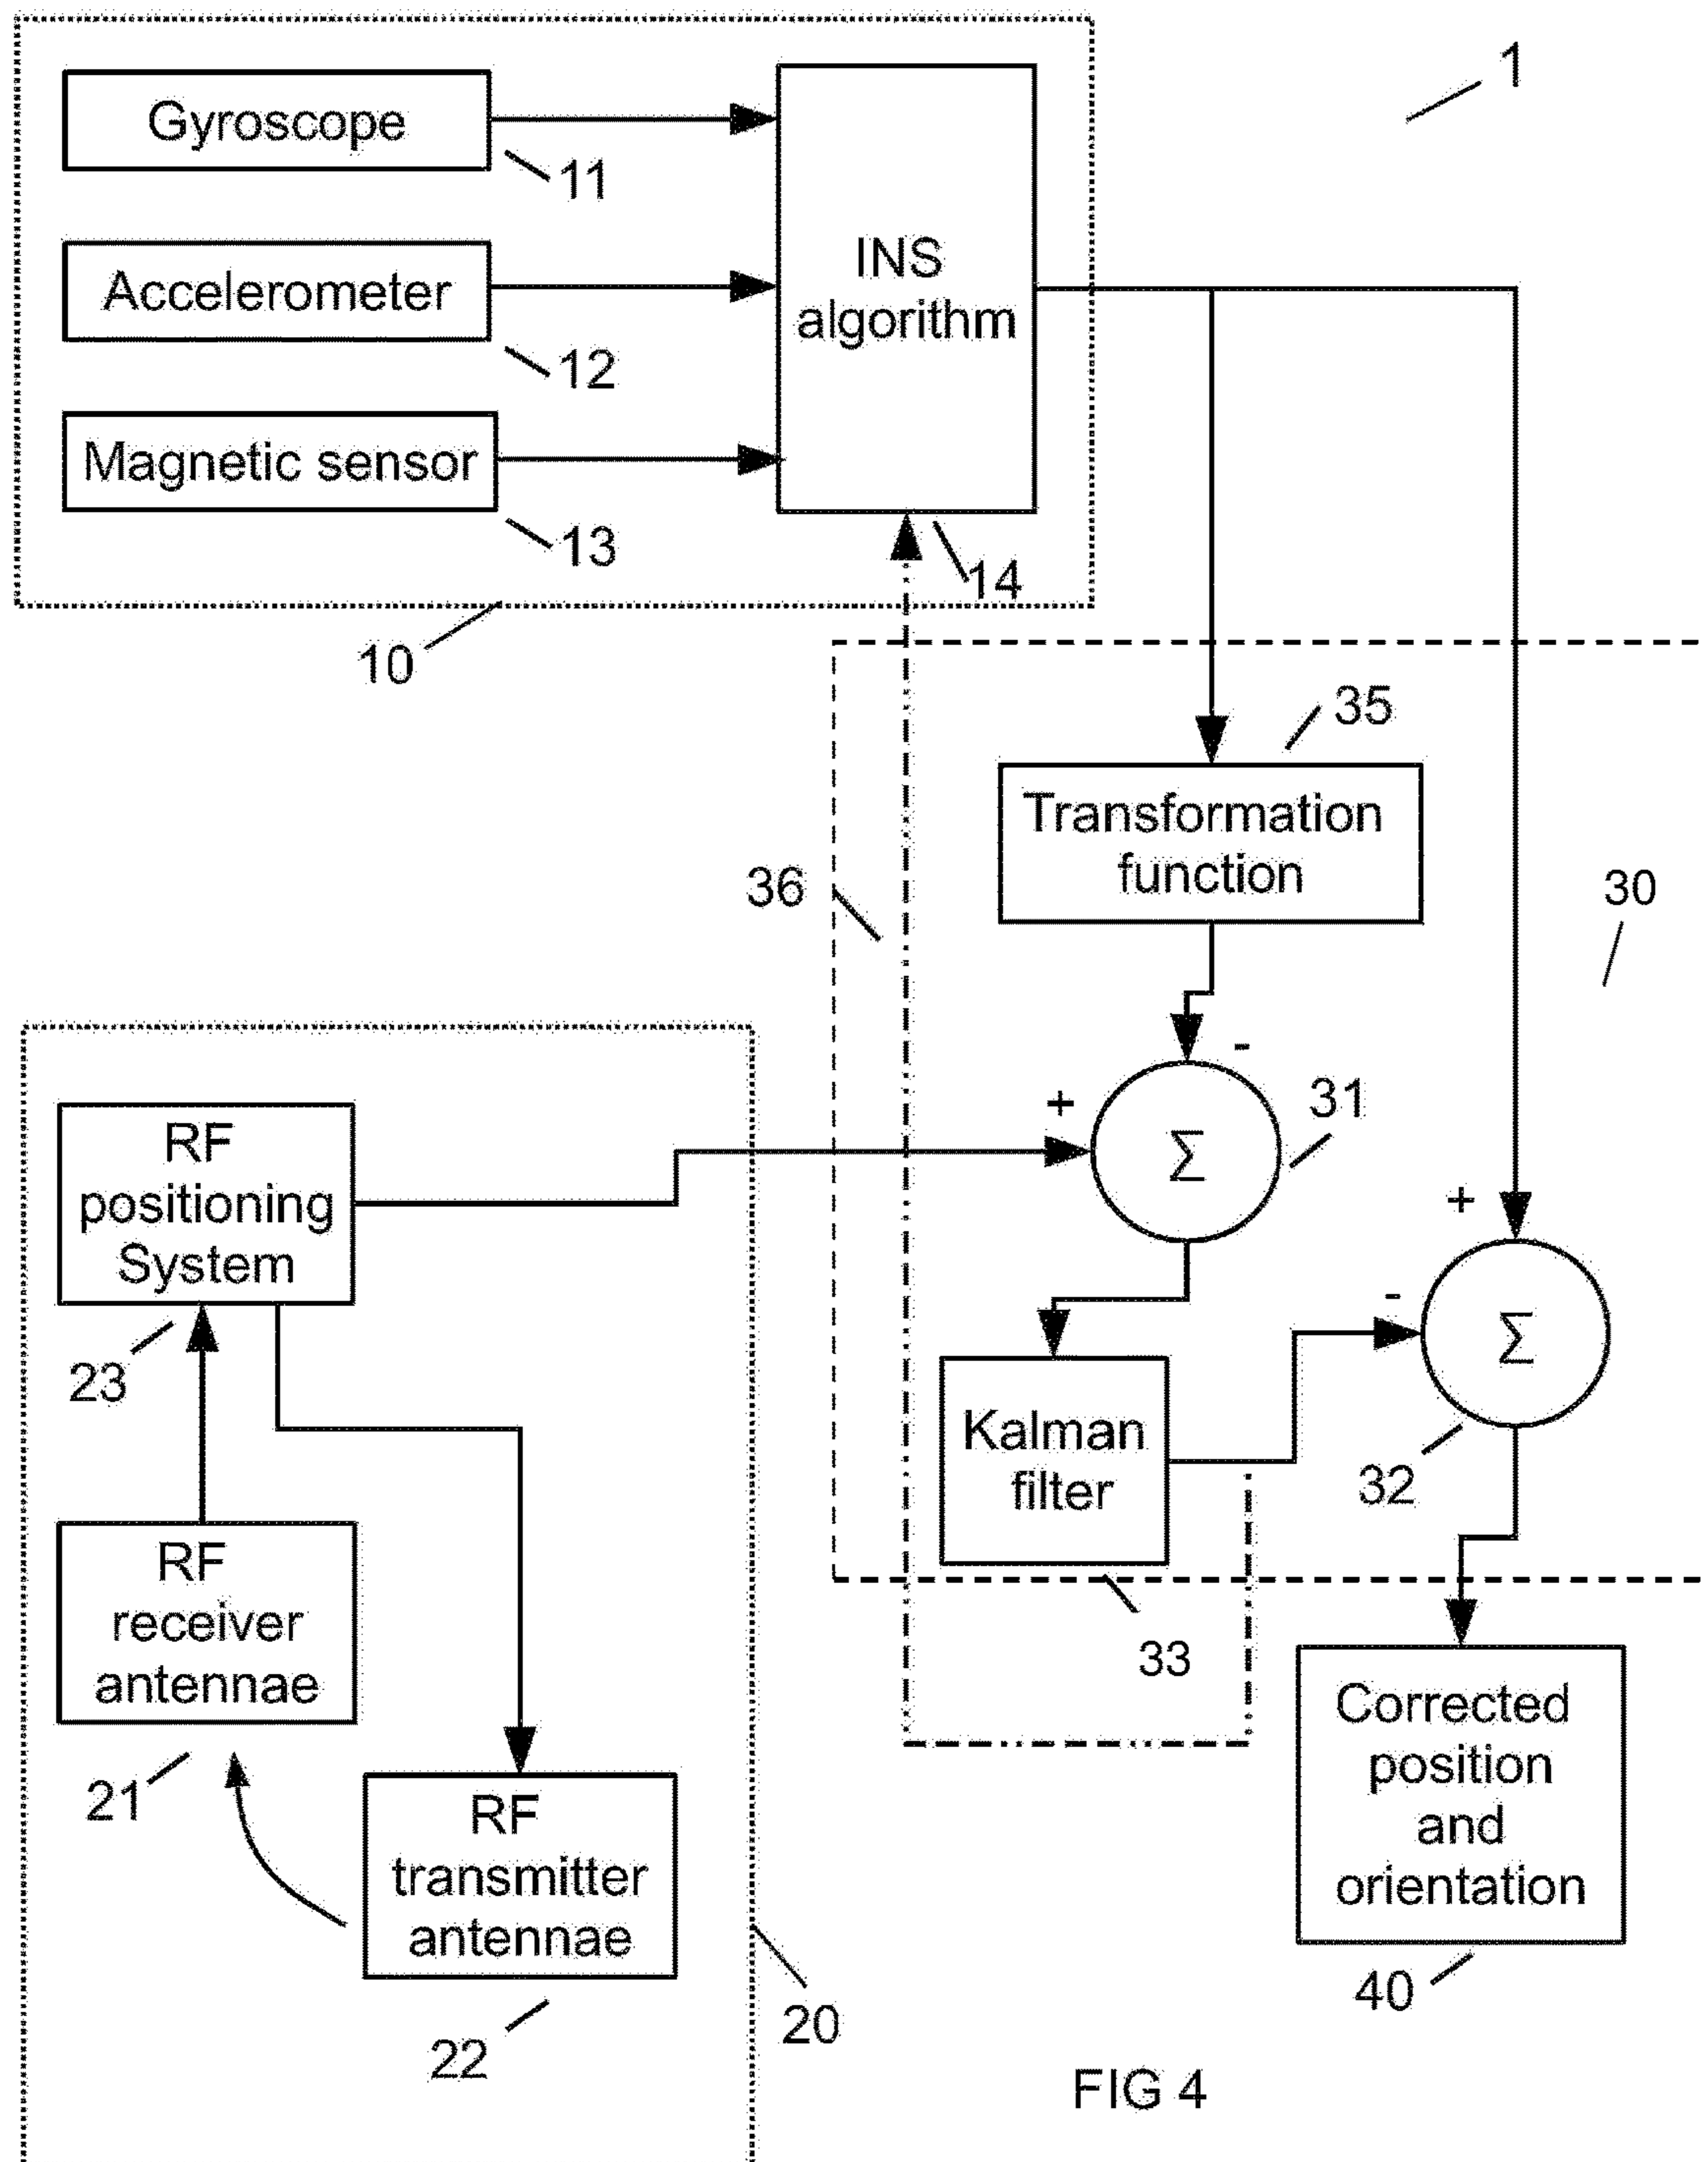 1
Gyroscope
11
Accelerometer
12
Magnetic sensor
13
INS
algorithm
14
10
35
Transformation
function
36
30
-
+
31
Σ
RF
positioning
System
23
+
-
Σ
32
Kalman
filter
33
RF
receiver
antennae
21
RF
transmitter
antennae
22
20
Corrected
position
and
orientation
40
FIG 4